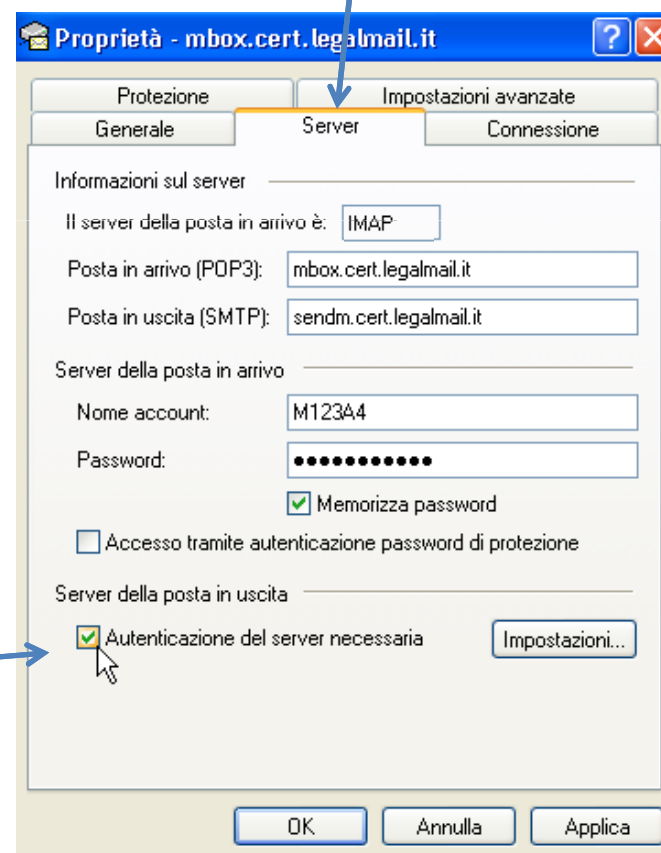 Proprietà - mbox.cert.legalmail.it
Protezione Impostazioni avanzate
Generale Server Connessione
Informazioni sul server
Il server della posta in arrivo è: IMAP
Posta in arrivo (POP3): mbox.cert.legalmail.it
Posta in uscita (SMTP): sendm.cert.legalmail.it
Server della posta in arrivo
Nome account: M123A4
Password: ●●●●●●●●●●●
Memorizza password
Accesso tramite autenticazione password di protezione
Server della posta in uscita
Autenticazione del server necessaria Impostazioni...
OK Annulla Applica